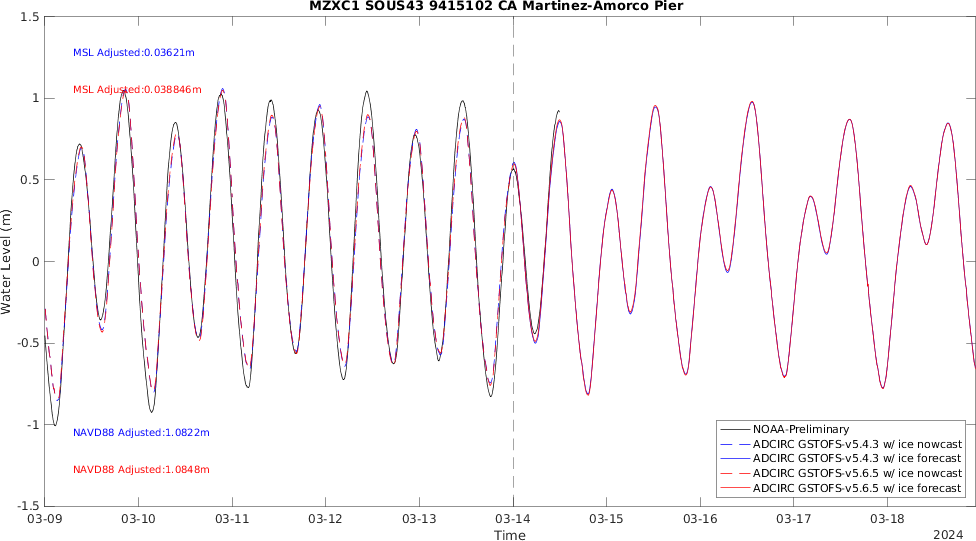 MZXC1 SOUS43 9415102 CA Martinez-Amorco Pier
1.5
MSL Adjusted:0.03621m
MSL Adjusted:0.038846m
1
0.5
Water Level (m)
0
-0.5
-1
NAVD88 Adjusted:1.0822m
NAVD88 Adjusted:1.0848m
NOAA-Preliminary
ADCIRC GSTOFS-v5.4.3 w/ ice nowcast
ADCIRC GSTOFS-v5.4.3 w/ ice forecast
ADCIRC GSTOFS-v5.6.5 w/ ice nowcast
ADCIRC GSTOFS-v5.6.5 w/ ice forecast
-1.5
03-09 03-10 03-11 03-12 03-13 03-14 03-15 03-16 03-17 03-18
Time
2024